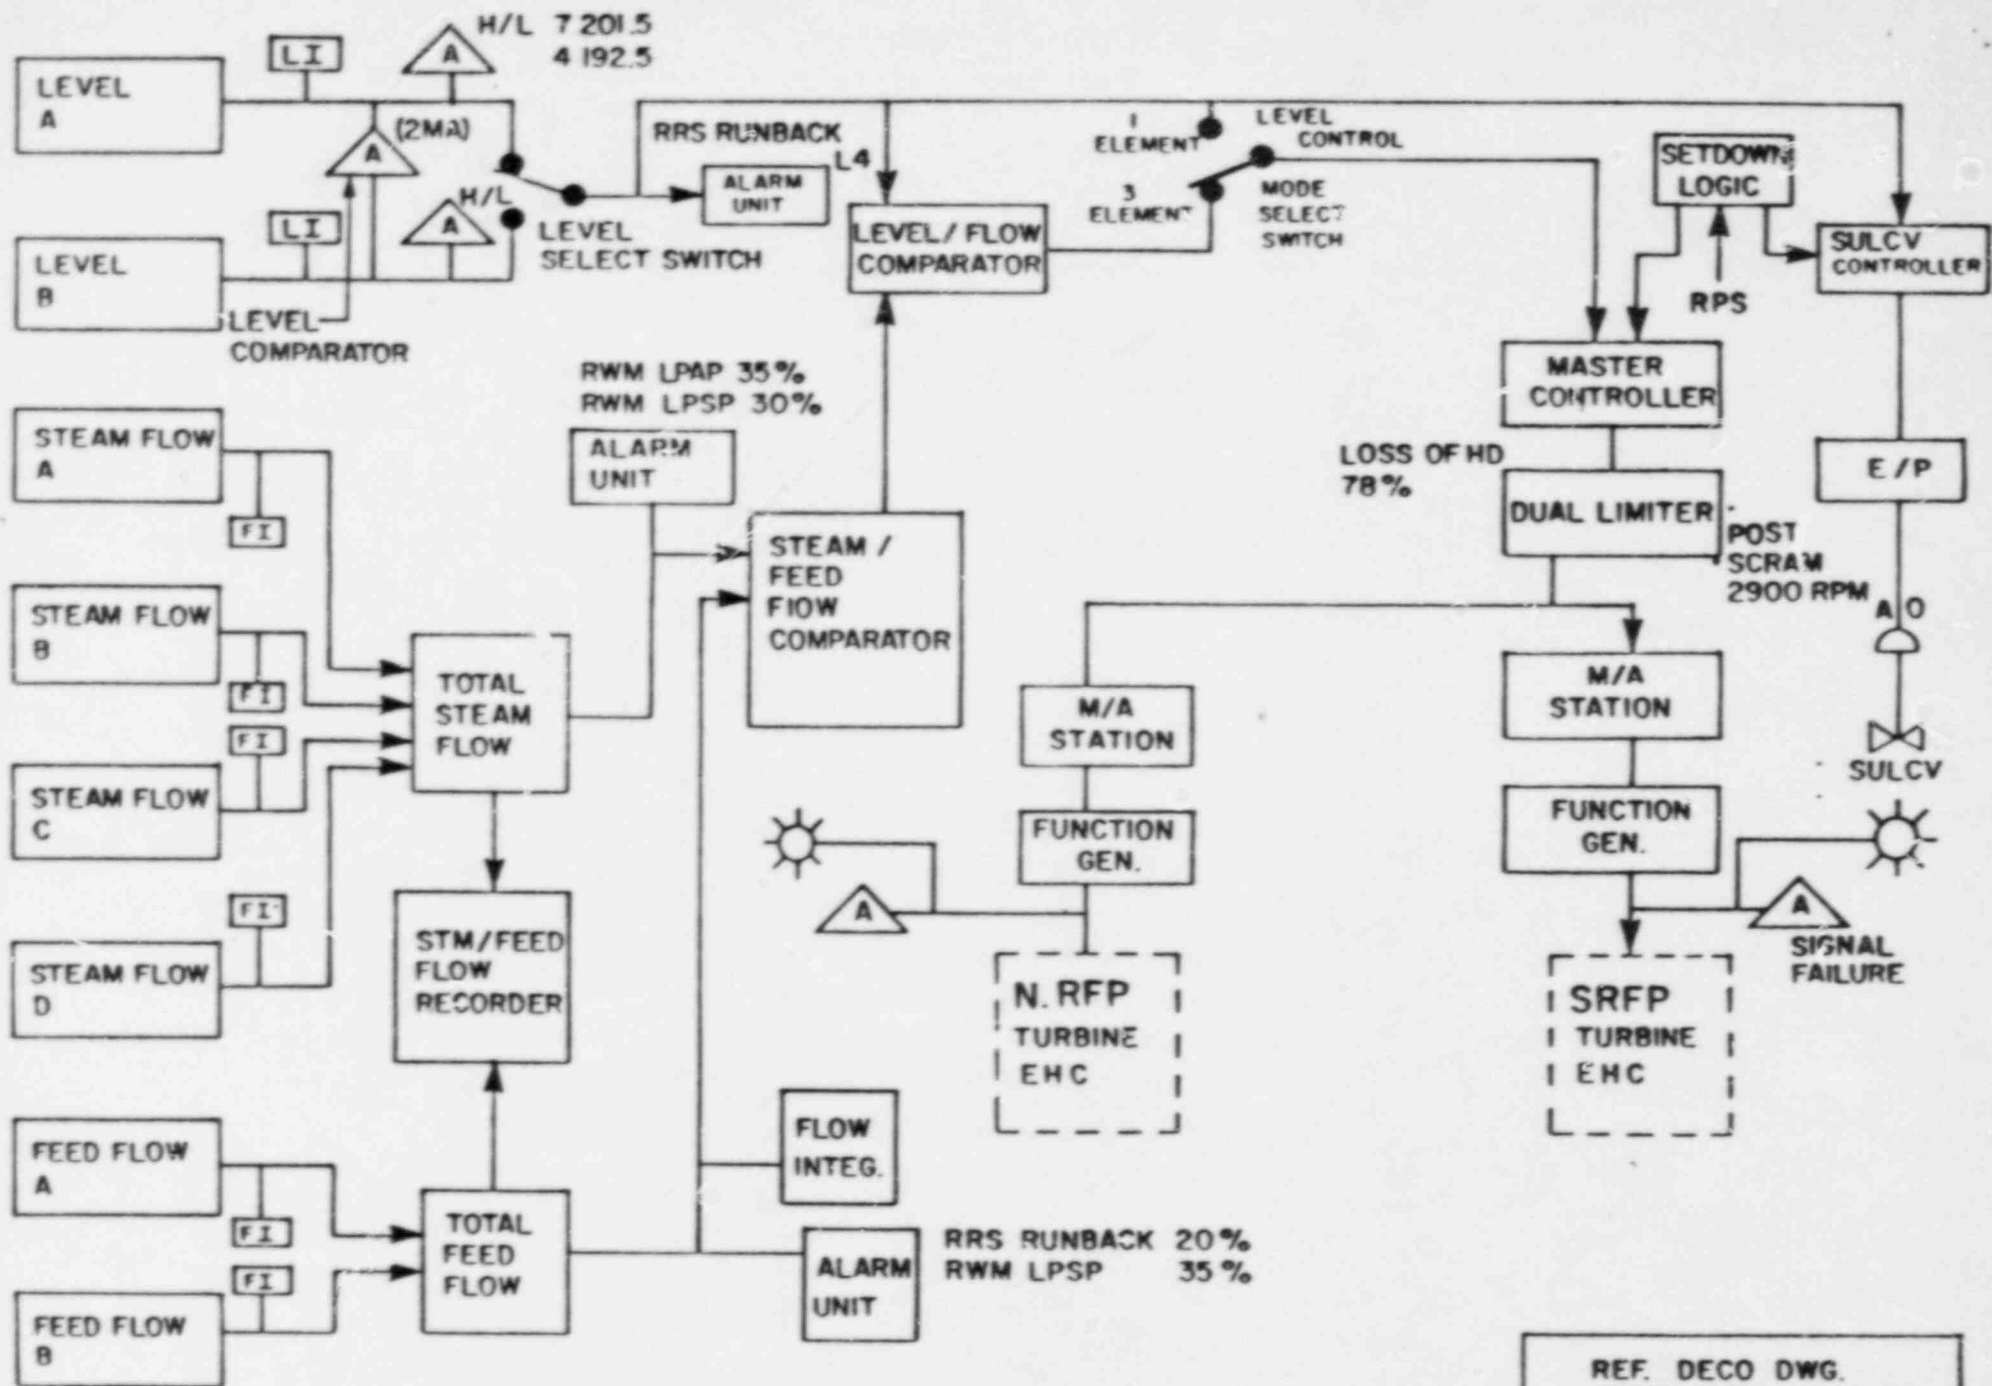 H/L 7 201.5
4 192.5
LEVEL
A
LI
A
(2MA)
A
RRS RUNBACK
L4
ALARM
UNIT
H/L
A
LI
LEVEL
B
LEVEL
SELECT SWITCH
LEVEL
COMPARATOR
LEVEL/FLOW
COMPARATOR
1
ELEMENT
3
ELEMENT
LEVEL
CONTROL
MODE
SELECT
SWITCH
SETDOWN
LOGIC
RPS
SULCV
CONTROLLER
MASTER
CONTROLLER
LOSS OF HD
78%
DUAL LIMITER
POST
SCRAM
2900 RPM
E/P
AO
SULCV
RWM LPAP 35%
RWM LPSP 30%
ALARM
UNIT
STEAM FLOW
A
FI
STEAM FLOW
B
FI
FI
STEAM FLOW
C
FI
STEAM FLOW
D
TOTAL
STEAM
FLOW
STEAM /
FEED
FlOW
COMPARATOR
STM/FEED
FLOW
RECORDER
M/A
STATION
FUNCTION
GEN.
A
N. RFP
TURBINE
EHC
M/A
STATION
FUNCTION
GEN.
A
SIGNAL
FAILURE
SRFP
TURBINE
EHC
FEED FLOW
A
FI
FI
FEED FLOW
B
TOTAL
FEED
FLOW
FLOW
INTEG.
ALARM
UNIT
RRS RUNBACK 20%
RWM LPSP 35%
REF. DECO DWG.